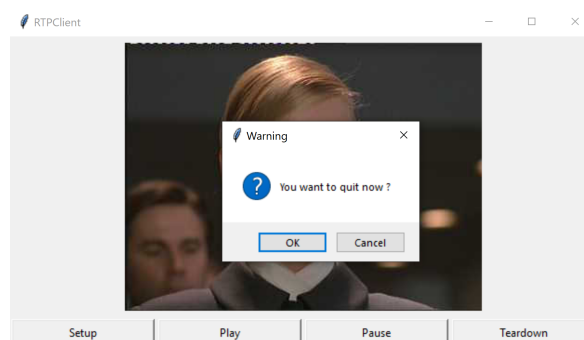 RTPClient
Warning
You want to quit now ?
OK Cancel
Setup Play Pause Teardown